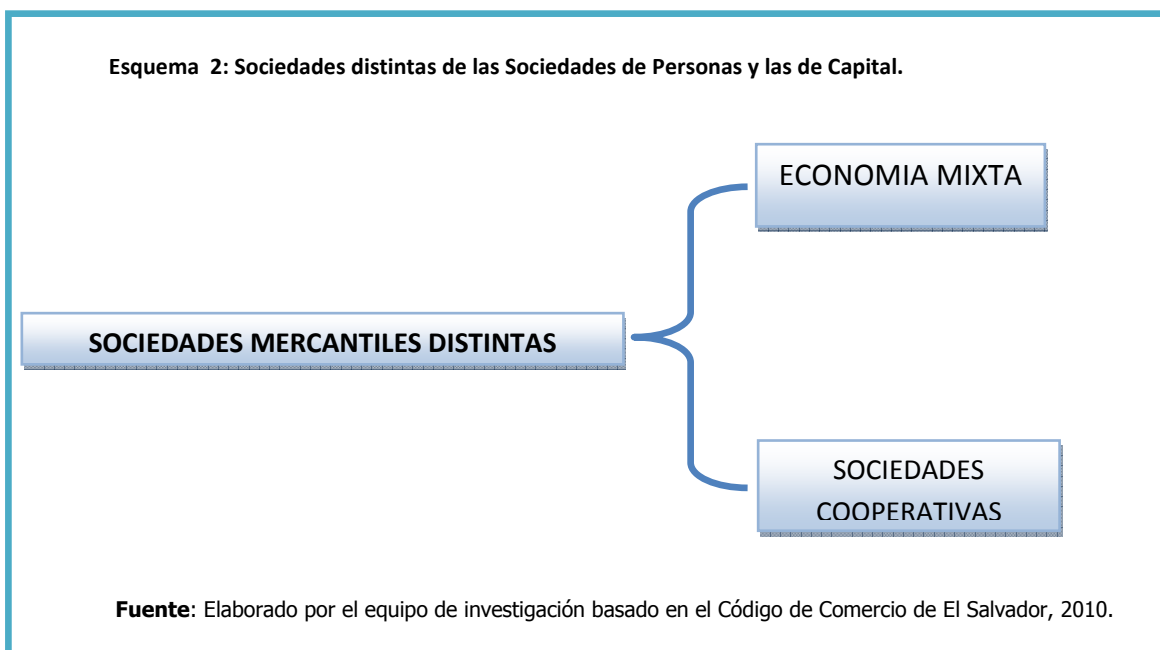 Esquema 2: Sociedades distintas de las Sociedades de Personas y las de Capital.
ECONOMIA MIXTA
SOCIEDADES MERCANTILES DISTINTAS
SOCIEDADES
COOPERATIVAS
Fuente: Elaborado por el equipo de investigación basado en el Código de Comercio de El Salvador, 2010.